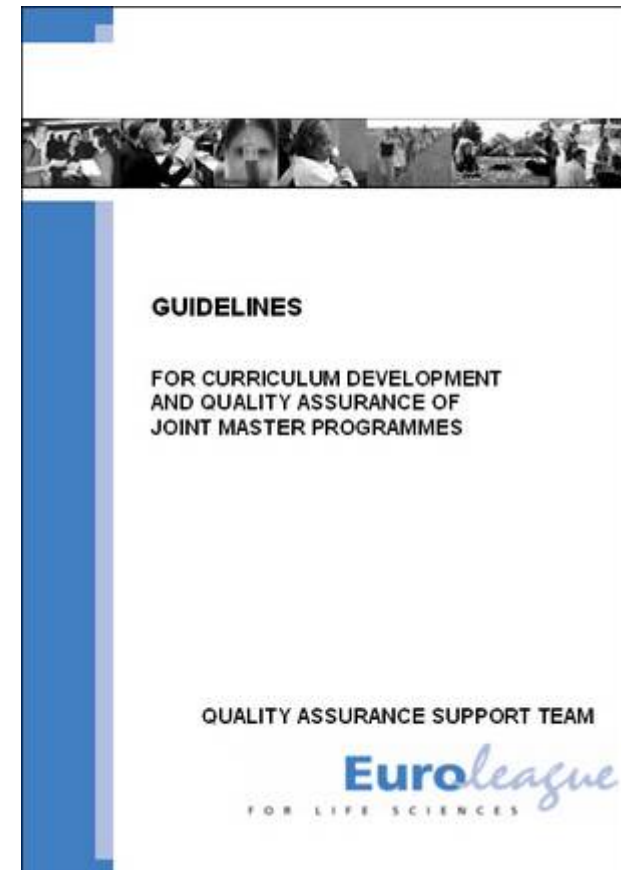 GUIDELINES
FOR CURRICULUM DEVELOPMENT
AND QUALITY ASSURANCE OF
JOINT MASTER PROGRAMMES
QUALITY ASSURANCE SUPPORT TEAM
Euroleague
FOR LIFE SCIENCES